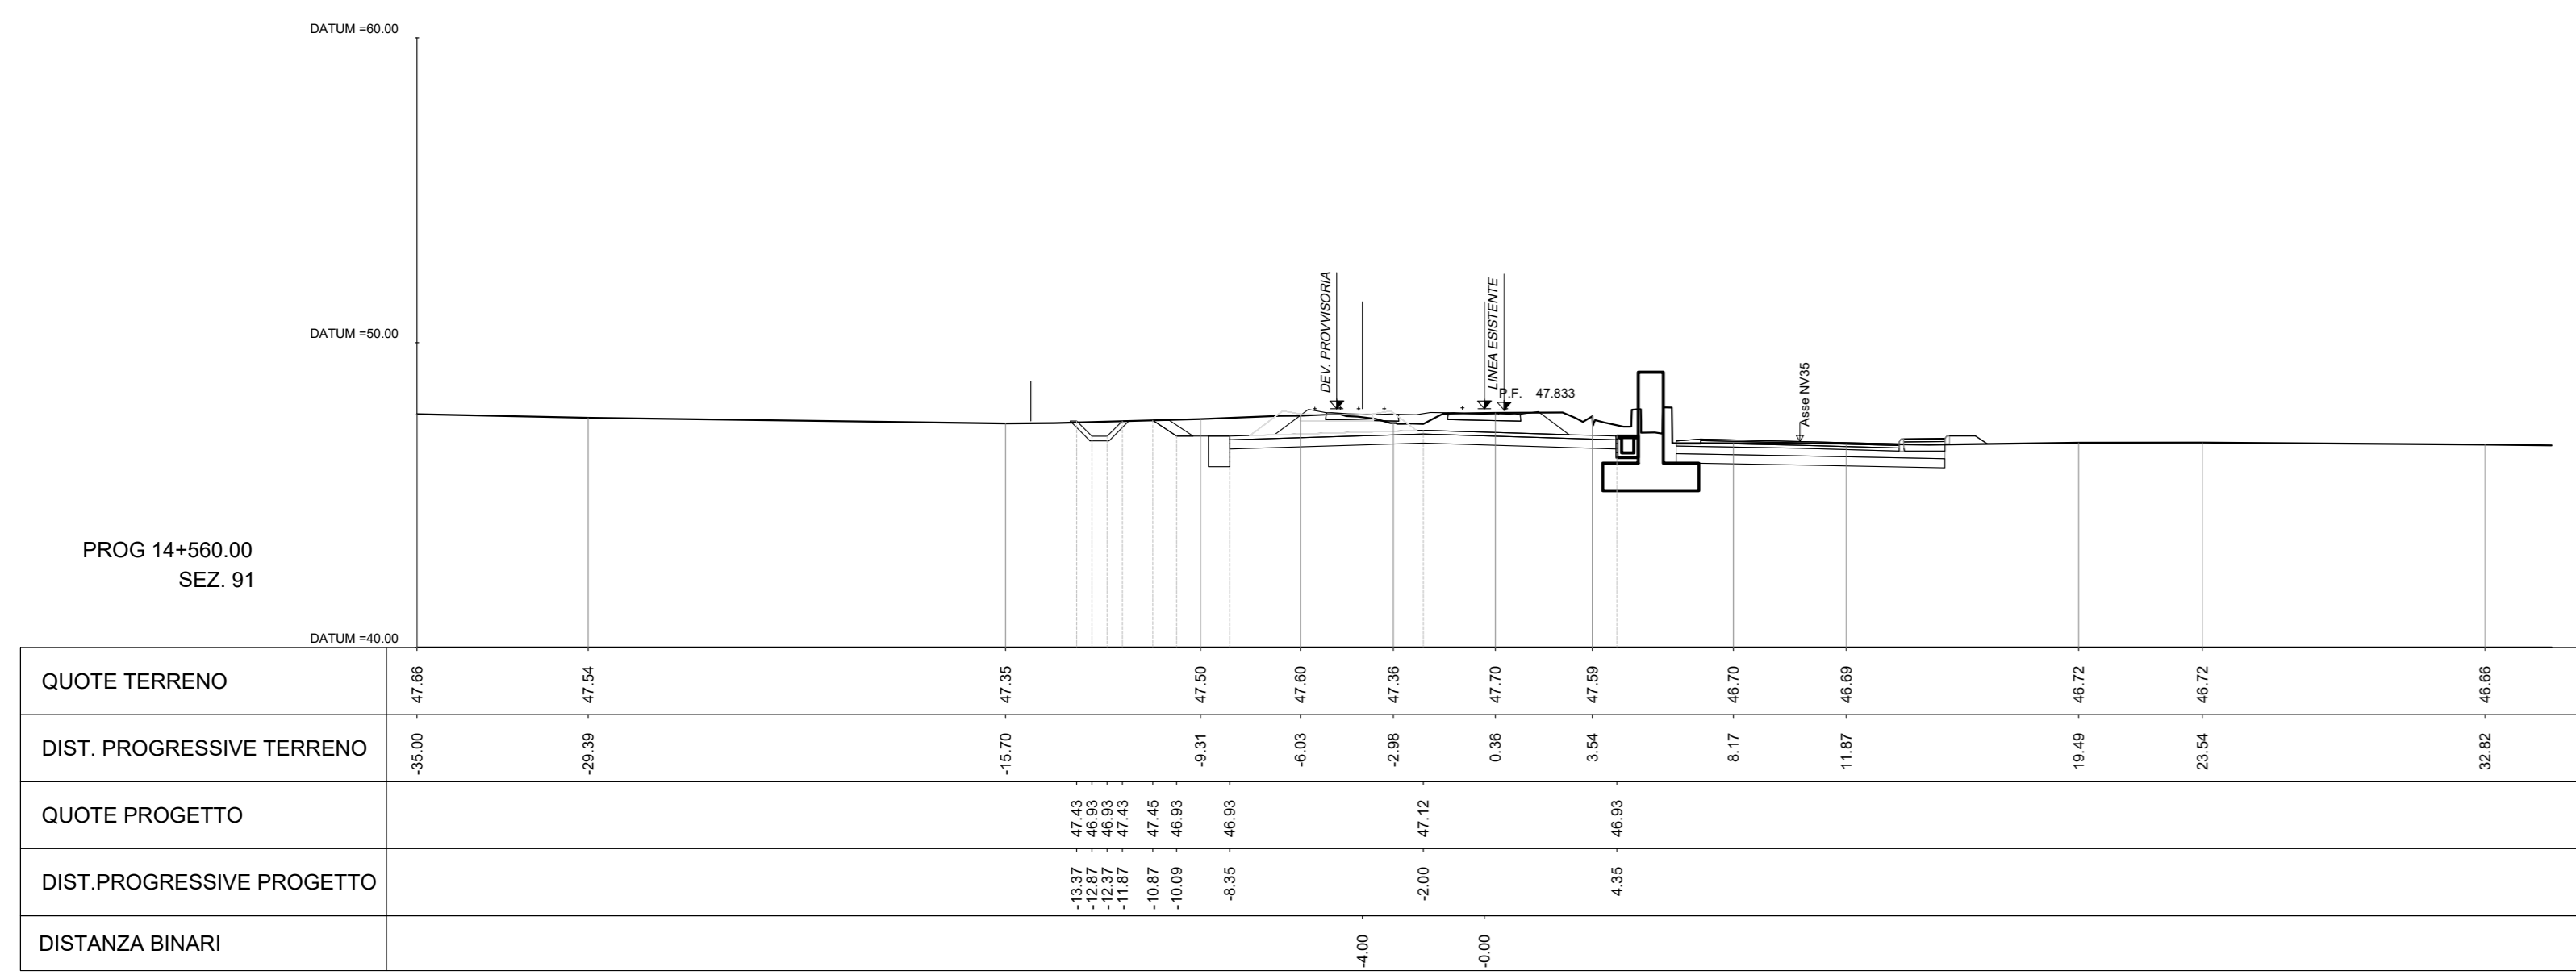 DATUM =60.00
DATUM =50.00
DEV. PROVVISORIA
LINEA ESISTENTE
P.F. 47.833
Asse NV35
PROG 14+560.00
SEZ. 91
DATUM =40.00
QUOTE TERRENO 47.66 47.54 47.35 47.50 47.60 47.36 47.70 47.59 46.70 46.69 46.72 46.72 46.66
DIST. PROGRESSIVE TERRENO -35.00 -29.39 -15.70 -9.31 -6.03 -2.98 0.36 3.54 8.17 11.87 19.49 23.54 32.82
QUOTE PROGETTO 47.43 46.93 46.93 47.43 47.45 46.93 46.93 47.12 46.93
DIST.PROGRESSIVE PROGETTO -13.37 -12.87 -12.37 -11.87 -10.87 -10.09 -8.35 -2.00 4.35
DISTANZA BINARI -4.00 -0.00